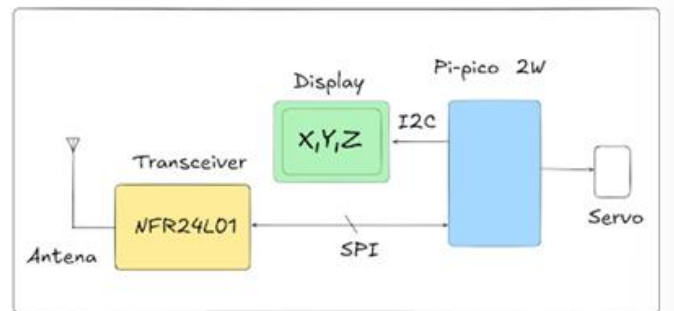 Pi-pico 2W
Display
I2C
X,Y,Z
Transceiver
NFR24L01
Servo
SPI
Antena